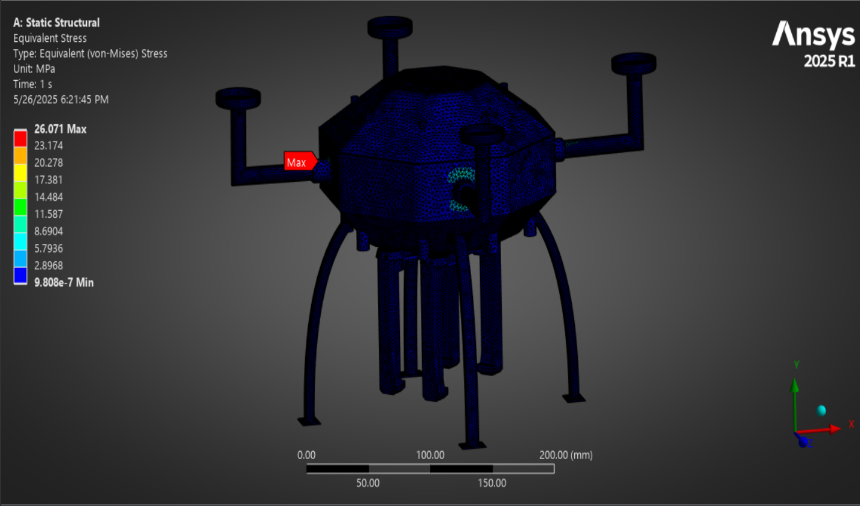 A: Static Structural
Equivalent Stress
Type: Equivalent (von-Mises) Stress
Unit: MPa
Time: 1 s
5/26/2025 6:21:45 PM
26.071 Max
23.174
20.278
17.381
14.484
11.587
8.6904
5.7936
2.8968
9.808e-7 Min
Ansys
2025 R1
Max
Y
X
0.00 100.00 200.00 (mm)
50.00 150.00